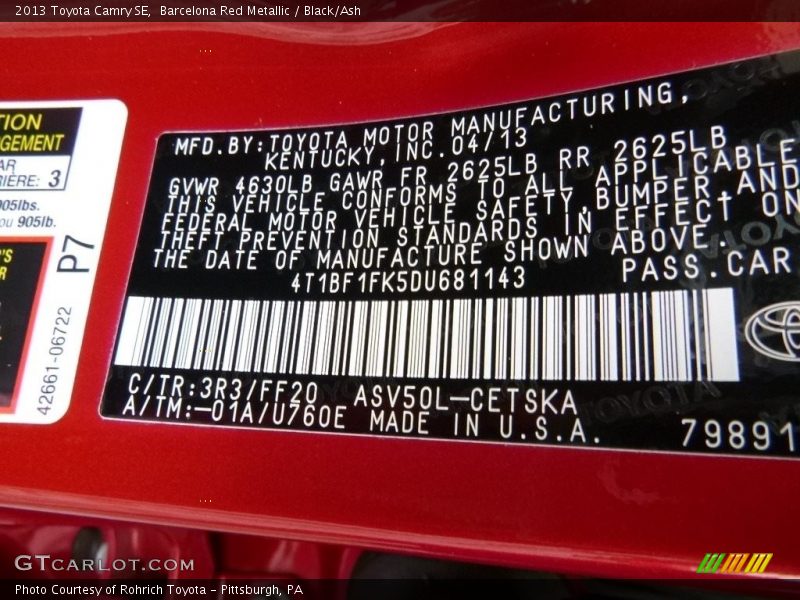 2013 Toyota Camry SE, Barcelona Red Metallic / Black/Ash
MFD.BY:TOYOTA MOTOR MANUFACTURING,
KENTUCKY,INC. 04/13
GVWR 4630LB GAWR FR 2625LB RR 2625LB
THIS VEHICLE CONFORMS TO ALL APPLICABLE
FEDERAL MOTOR VEHICLE SAFETY,BUMPER AND
THEFT PREVENTION STANDARDS IN EFFECT ON
THE DATE OF MANUFACTURE SHOWN ABOVE.
4T1BF1FK5DU681143 PASS.CAR
C/TR:3R3/FF20 ASV50L-CETSKA
A/TM:-01A/U760E MADE IN U.S.A.
79891
TION
GEMENT
AR
RIÈRE: 3
905lbs.
ou 905lb.
P7
42661-06722
GTCARLOT.COM
Photo Courtesy of Rohrich Toyota - Pittsburgh, PA